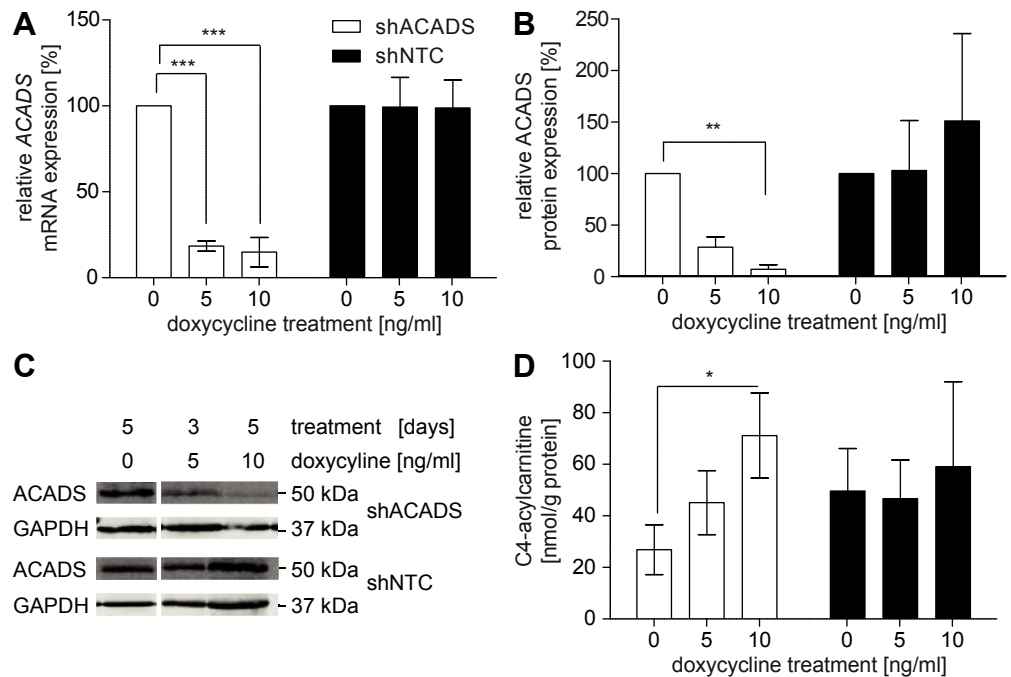 A
relative ACADS
mRNA expression [%]
150
100
50
0
***
***
shACADS
shNTC
0 5 10 0 5 10
doxycycline treatment [ng/ml]
B
relative ACADS
protein expression [%]
250
200
150
100
50
0
**
0 5 10 0 5 10
doxycycline treatment [ng/ml]
C
5 3 5 treatment [days]
0 5 10 doxycyline [ng/ml]
ACADS - 50 kDa
shACADS
GAPDH - 37 kDa
ACADS - 50 kDa
shNTC
GAPDH - 37 kDa
D
C4-acylcarnitine
[nmol/g protein]
100
80
60
40
20
0
*
0 5 10 0 5 10
doxycycline treatment [ng/ml]